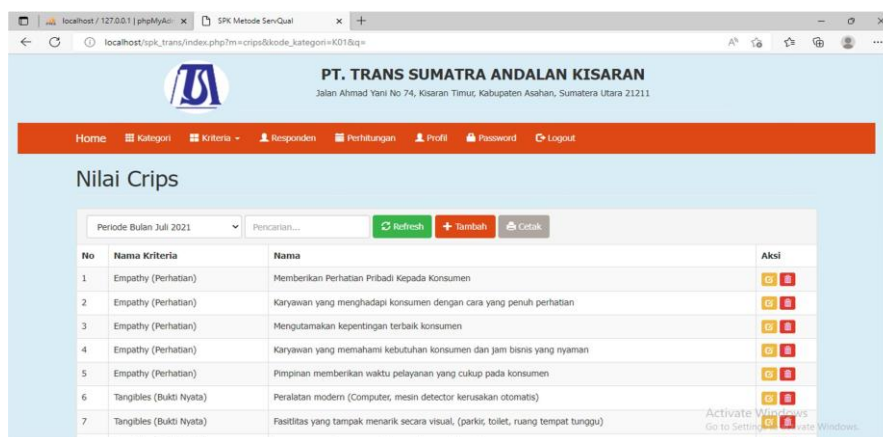 localhost / 127.0.0.1 | phpMyAd
SPK Metode ServQual
localhost/spk_trans/index.php?m=crips&kode_kategori=K01&q=
PT. TRANS SUMATRA ANDALAN KISARAN
Jalan Ahmad Yani No 74, Kisaran Timur, Kabupaten Asahan, Sumatera Utara 21211
Home Kategori Kriteria Responden Perhitungan Profil Password Logout
Nilai Crips
Periode Bulan Juli 2021 Pencarian... Refresh Tambah Cetak
No Nama Kriteria Nama Aksi
1 Empathy (Perhatian) Memberikan Perhatian Pribadi Kepada Konsumen
2 Empathy (Perhatian) Karyawan yang menghadapi konsumen dengan cara yang penuh perhatian
3 Empathy (Perhatian) Mengutamakan kepentingan terbaik konsumen
4 Empathy (Perhatian) Karyawan yang memahami kebutuhan konsumen dan jam bisnis yang nyaman
5 Empathy (Perhatian) Pimpinan memberikan waktu pelayanan yang cukup pada konsumen
6 Tangibles (Bukti Nyata) Peralatan modern (Computer, mesin detector kerusakan otomatis)
7 Tangibles (Bukti Nyata) Fasitlitas yang tampak menarik secara visual, (parkir, toilet, ruang tempat tunggu)
Activate Windows
Go to Settings Windows.